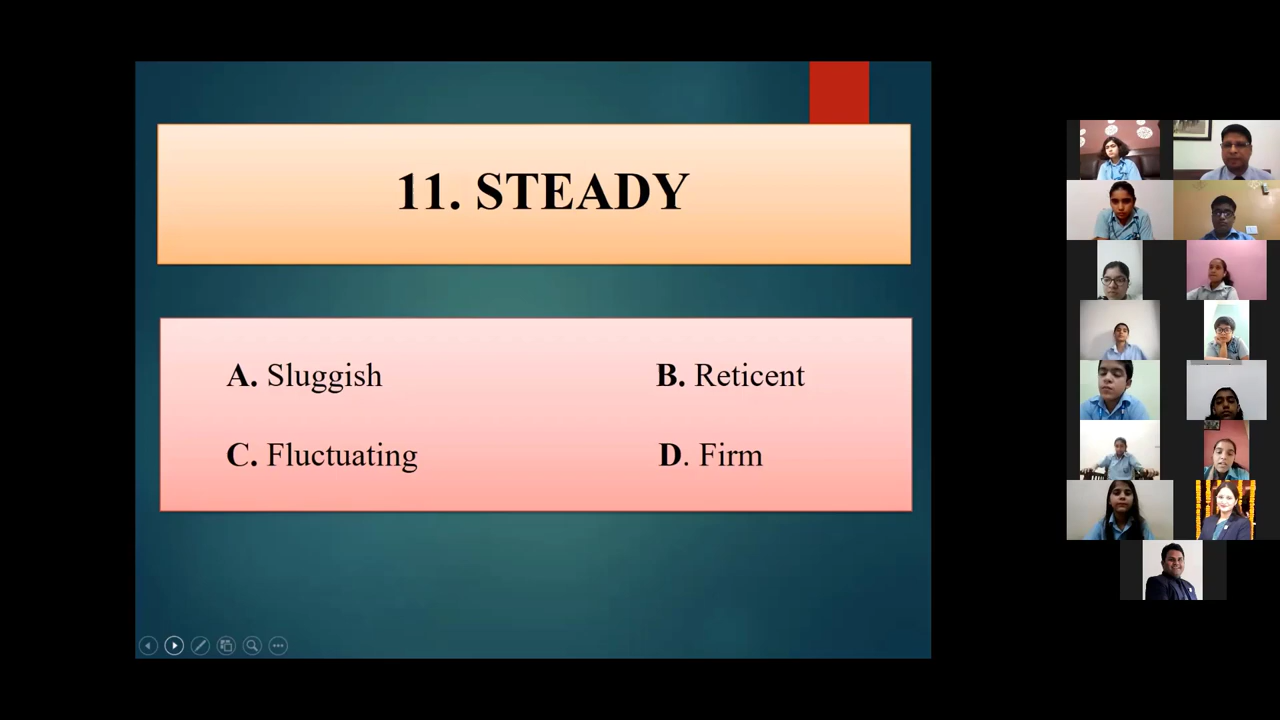 11. STEADY
A. Sluggish B. Reticent
C. Fluctuating D. Firm